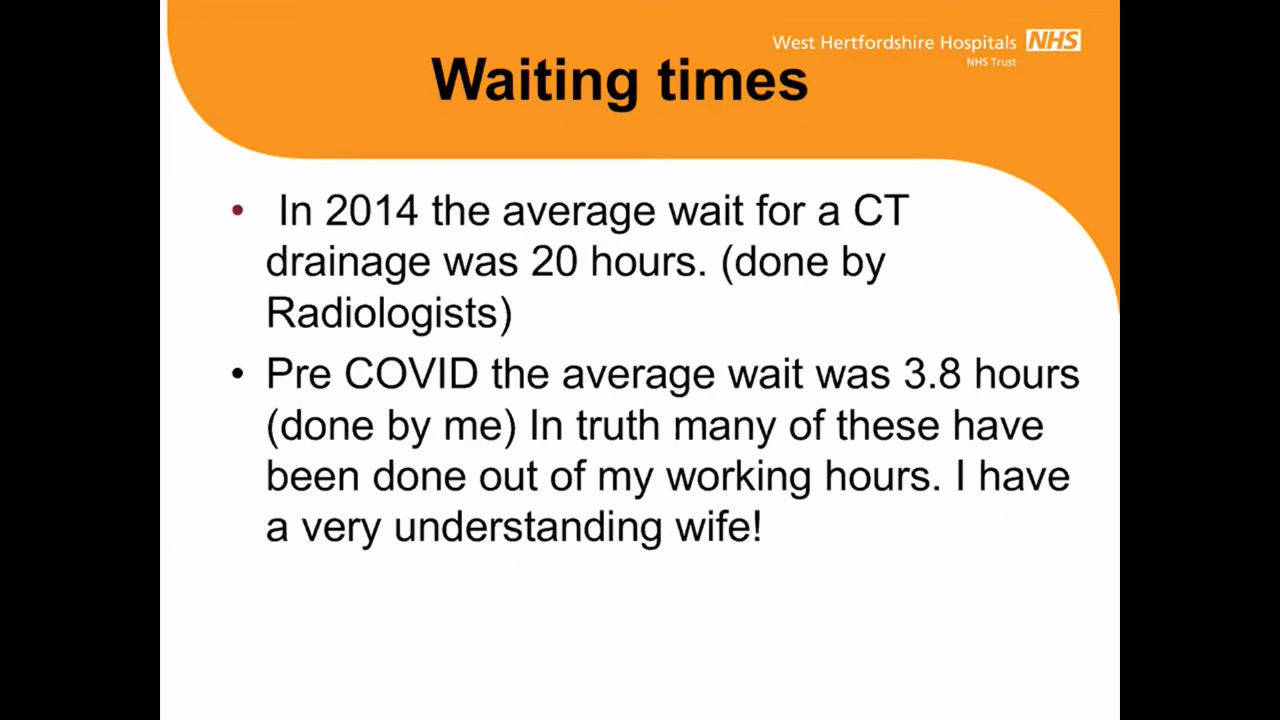 West Hertfordshire Hospitals NHS
NHS Trust
Waiting times
• In 2014 the average wait for a CT
drainage was 20 hours. (done by
Radiologists)
• Pre COVID the average wait was 3.8 hours
(done by me) In truth many of these have
been done out of my working hours. I have
a very understanding wife!